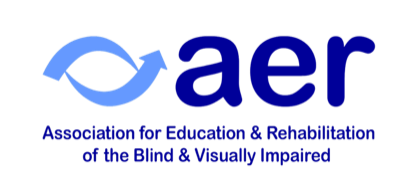 aer
Association for Education & Rehabilitation
of the Blind & Visually Impaired